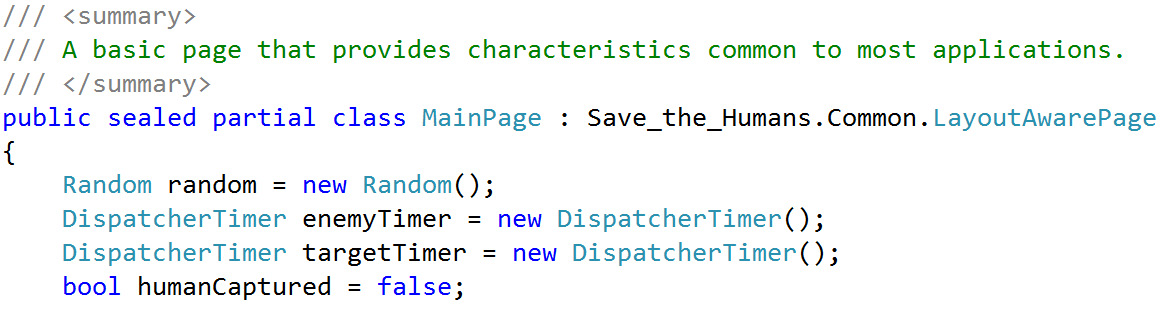 /// <summary>
/// A basic page that provides characteristics common to most applications.
/// </summary>
public sealed partial class MainPage : Save_the_Humans.Common.LayoutAwarePage
{
    Random random = new Random();
    DispatcherTimer enemyTimer = new DispatcherTimer();
    DispatcherTimer targetTimer = new DispatcherTimer();
    bool humanCaptured = false;